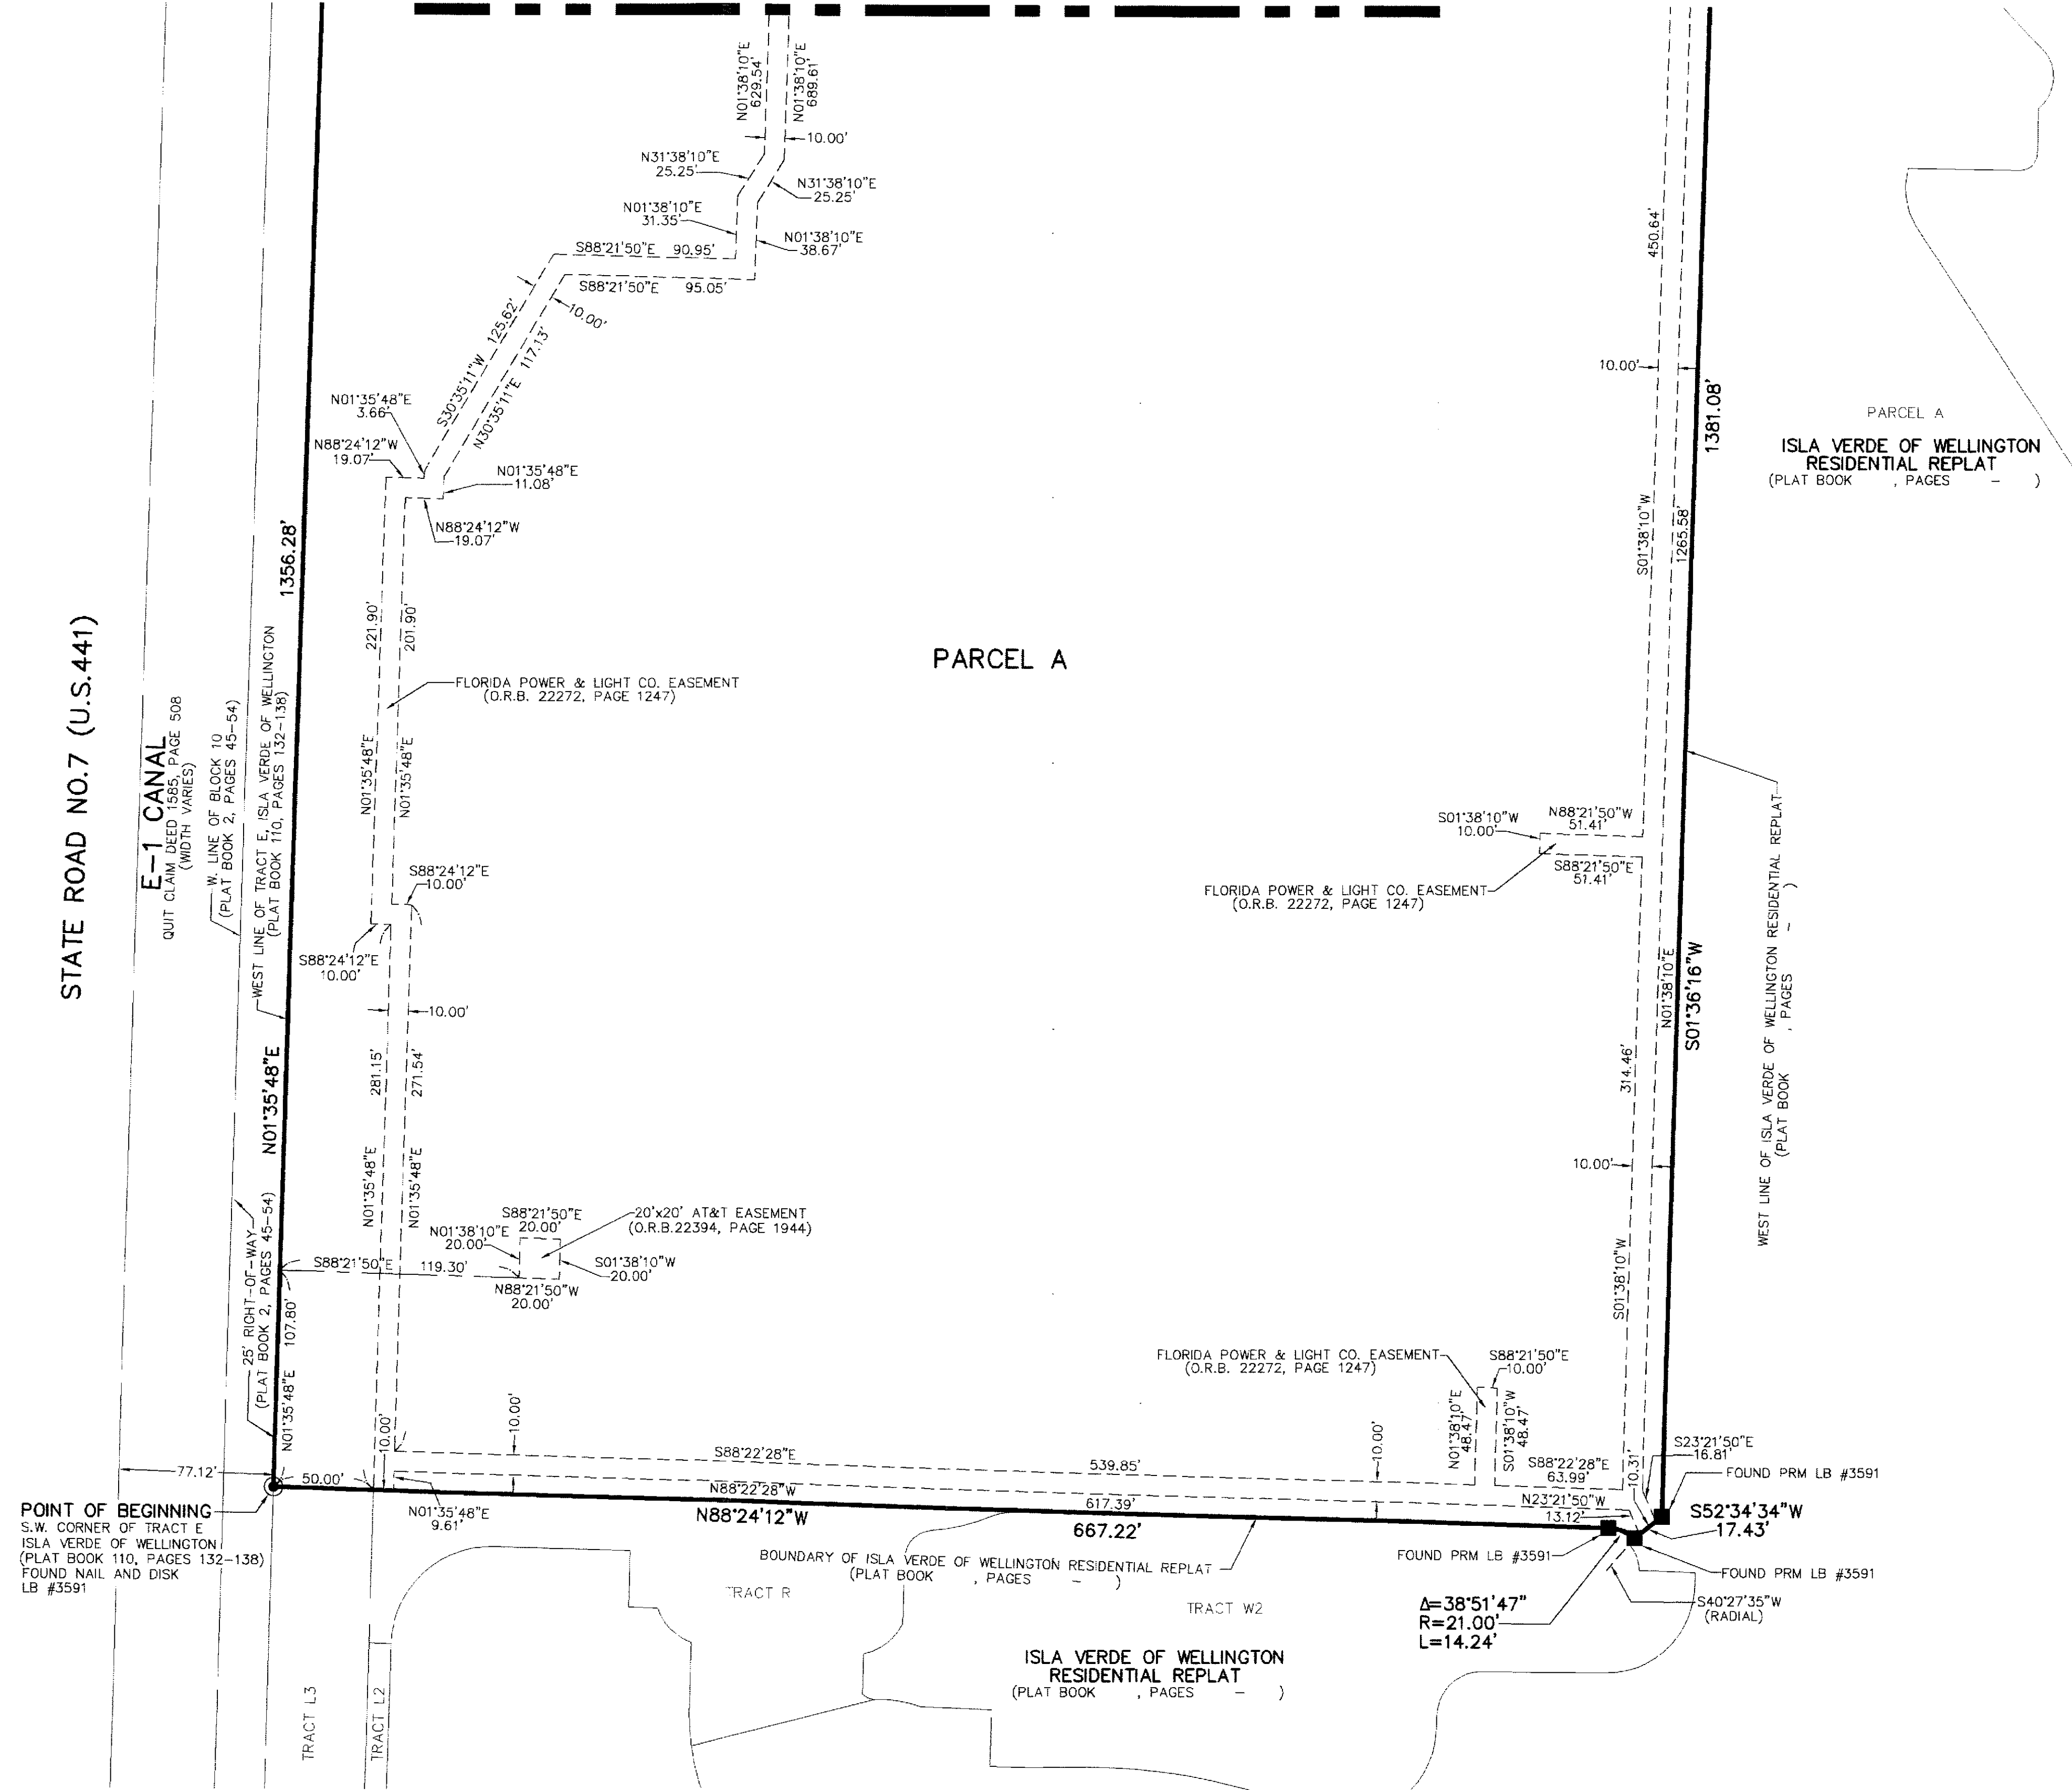 N01°38'10"E
629.54'
N01°38'10"E
689.61'
10.00'
N31°38'10"E
25.25'
N31°38'10"E
25.25'
N01°38'10"E
31.35'
N01°38'10"E
38.67'
S88°21'50"E 90.95'
S88°21'50"E 95.05'
10.00'
S30°35'11"W 125.62'
N30°35'11"E 117.13'
N01°35'48"E
3.66'
N88°24'12"W
19.07'
N01°35'48"E
11.08'
N88°24'12"W
19.07'
1356.28'
221.90'
201.90'
FLORIDA POWER & LIGHT CO. EASEMENT
(O.R.B. 22272, PAGE 1247)
N01°35'48"E
N01°35'48"E
S88°24'12"E
10.00'
S88°24'12"E
10.00'
10.00'
281.15'
271.54'
N01°35'48"E
N01°35'48"E
PARCEL A
STATE ROAD NO.7 (U.S.441)
E-1 CANAL
QUIT CLAIM DEED 1585, PAGE 508
(WIDTH VARIES)
W. LINE OF BLOCK 10
(PLAT BOOK 2, PAGES 45-54)
WEST LINE OF TRACT E, ISLA VERDE OF WELLINGTON
(PLAT BOOK 110, PAGES 132-138)
N01°35'48"E
25' RIGHT-OF-WAY
(PLAT BOOK 2, PAGES 45-54)
N01°35'48"E 107.80'
S88°21'50"E 119.30'
N01°38'10"E
20.00'
S88°21'50"E
20.00'
20'x20' AT&T EASEMENT
(O.R.B.22394, PAGE 1944)
S01°38'10"W
20.00'
N88°21'50"W
20.00'
77.12'
50.00'
10.00'
N01°35'48"E
9.61'
10.00'
S88°22'28"E
539.85'
N88°22'28"W
617.39'
N88°24'12"W
667.22'
10.00'
POINT OF BEGINNING
S.W. CORNER OF TRACT E
ISLA VERDE OF WELLINGTON
(PLAT BOOK 110, PAGES 132-138)
FOUND NAIL AND DISK
LB #3591
450.64'
10.00'
1381.08'
S01°38'10"W
1265.58'
PARCEL A
ISLA VERDE OF WELLINGTON
RESIDENTIAL REPLAT
(PLAT BOOK , PAGES - )
S01°38'10"W
10.00'
N88°21'50"W
51.41'
S88°21'50"E
51.41'
FLORIDA POWER & LIGHT CO. EASEMENT
(O.R.B. 22272, PAGE 1247)
N01°38'10"E
S01°36'16"W
314.46'
10.00'
S01°38'10"W
WEST LINE OF ISLA VERDE OF WELLINGTON RESIDENTIAL REPLAT
(PLAT BOOK , PAGES - )
FLORIDA POWER & LIGHT CO. EASEMENT
(O.R.B. 22272, PAGE 1247)
S88°21'50"E
10.00'
N01°38'10"E
48.47'
S01°38'10"W
48.47'
S88°22'28"E
63.99'
10.31'
S23°21'50"E
16.81'
FOUND PRM LB #3591
N23°21'50"W
13.12'
S52°34'34"W
17.43'
FOUND PRM LB #3591
FOUND PRM LB #3591
S40°27'35"W
(RADIAL)
Δ=38°51'47"
R=21.00'
L=14.24'
BOUNDARY OF ISLA VERDE OF WELLINGTON RESIDENTIAL REPLAT
(PLAT BOOK , PAGES - )
TRACT R
TRACT W2
ISLA VERDE OF WELLINGTON
RESIDENTIAL REPLAT
(PLAT BOOK , PAGES - )
TRACT L3
TRACT L2